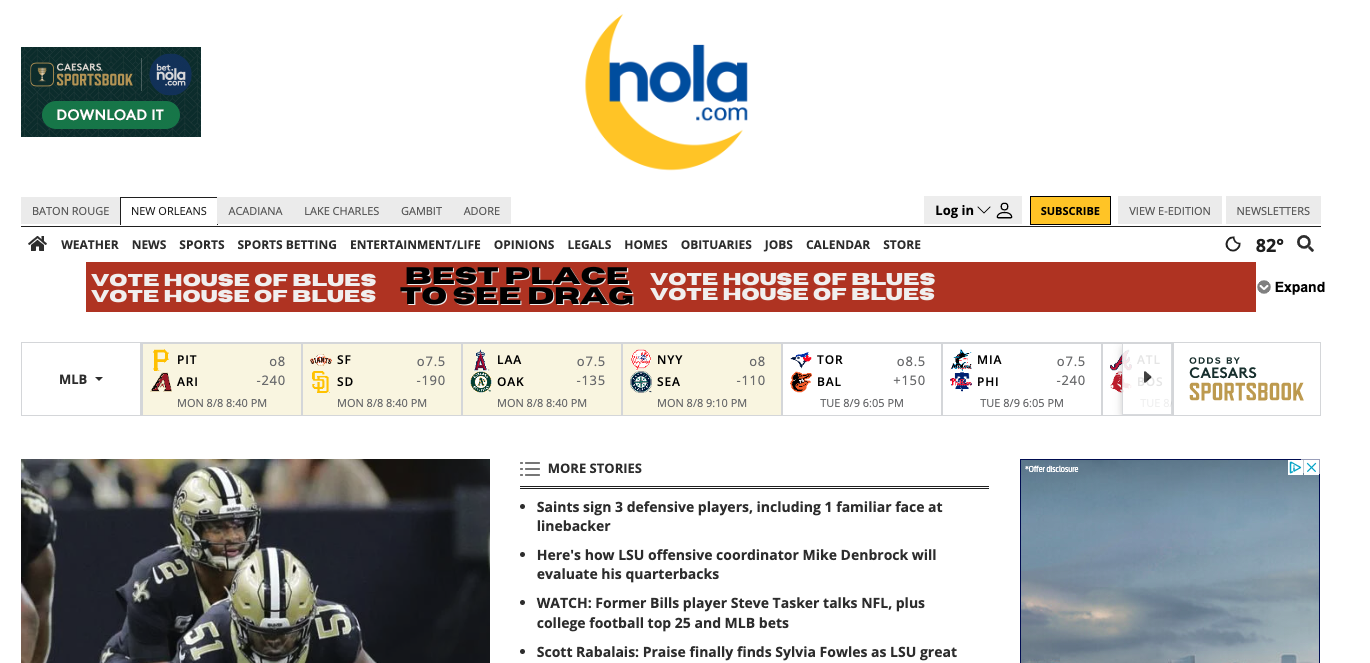 CAESARS
SPORTSBOOK
bet.
nola
.com
DOWNLOAD IT
nola
.com
BATON ROUGE
NEW ORLEANS
ACADIANA
LAKE CHARLES
GAMBIT
ADORE
Log in
SUBSCRIBE
VIEW E-EDITION
NEWSLETTERS
WEATHER
NEWS
SPORTS
SPORTS BETTING
ENTERTAINMENT/LIFE
OPINIONS
LEGALS
HOMES
OBITUARIES
JOBS
CALENDAR
STORE
82°
VOTE HOUSE OF BLUES
VOTE HOUSE OF BLUES
BEST PLACE
TO SEE DRAG
VOTE HOUSE OF BLUES
VOTE HOUSE OF BLUES
Expand
MLB
PIT o8
ARI -240
MON 8/8 8:40 PM
GIANTS SF o7.5
SD -190
MON 8/8 8:40 PM
LAA o7.5
OAK -135
MON 8/8 8:40 PM
NYY o8
SEA -110
MON 8/8 9:10 PM
TOR o8.5
BAL +150
TUE 8/9 6:05 PM
MIA o7.5
PHI -240
TUE 8/9 6:05 PM
ATL
BOS
TUE 8/
ODDS BY
CAESARS
SPORTSBOOK
MORE STORIES
• Saints sign 3 defensive players, including 1 familiar face at
linebacker
• Here's how LSU offensive coordinator Mike Denbrock will
evaluate his quarterbacks
• WATCH: Former Bills player Steve Tasker talks NFL, plus
college football top 25 and MLB bets
• Scott Rabalais: Praise finally finds Sylvia Fowles as LSU great
*Offer disclosure
2
51
5